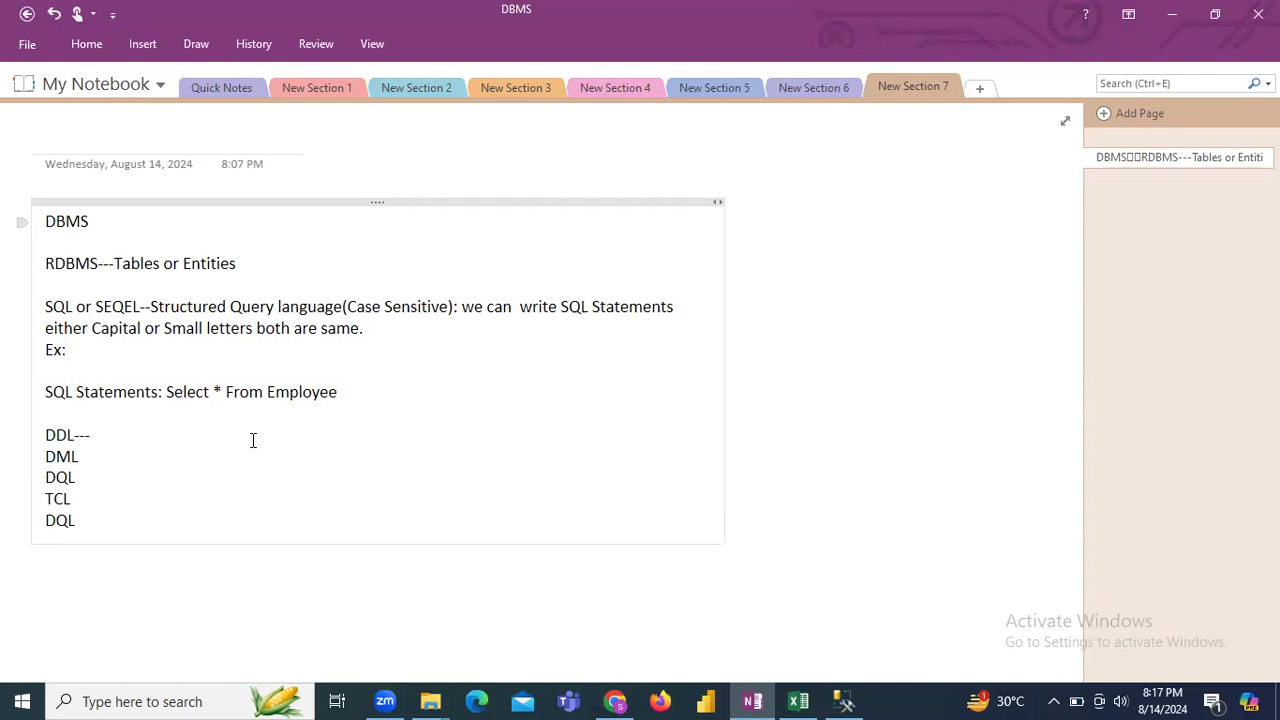 DBMS
File Home Insert Draw History Review View
My Notebook Quick Notes New Section 1 New Section 2 New Section 3 New Section 4 New Section 5 New Section 6 New Section 7 Search (Ctrl+E)
Add Page
DBMS▯▯RDBMS---Tables or Entiti
Wednesday, August 14, 2024 8:07 PM
DBMS
RDBMS---Tables or Entities
SQL or SEQEL--Structured Query language(Case Sensitive): we can  write SQL Statements
either Capital or Small letters both are same.
Ex:
SQL Statements: Select * From Employee
DDL---
DML
DQL
TCL
DQL
Activate Windows
Go to Settings to activate Windows.
Type here to search
30°C
8:17 PM
8/14/2024